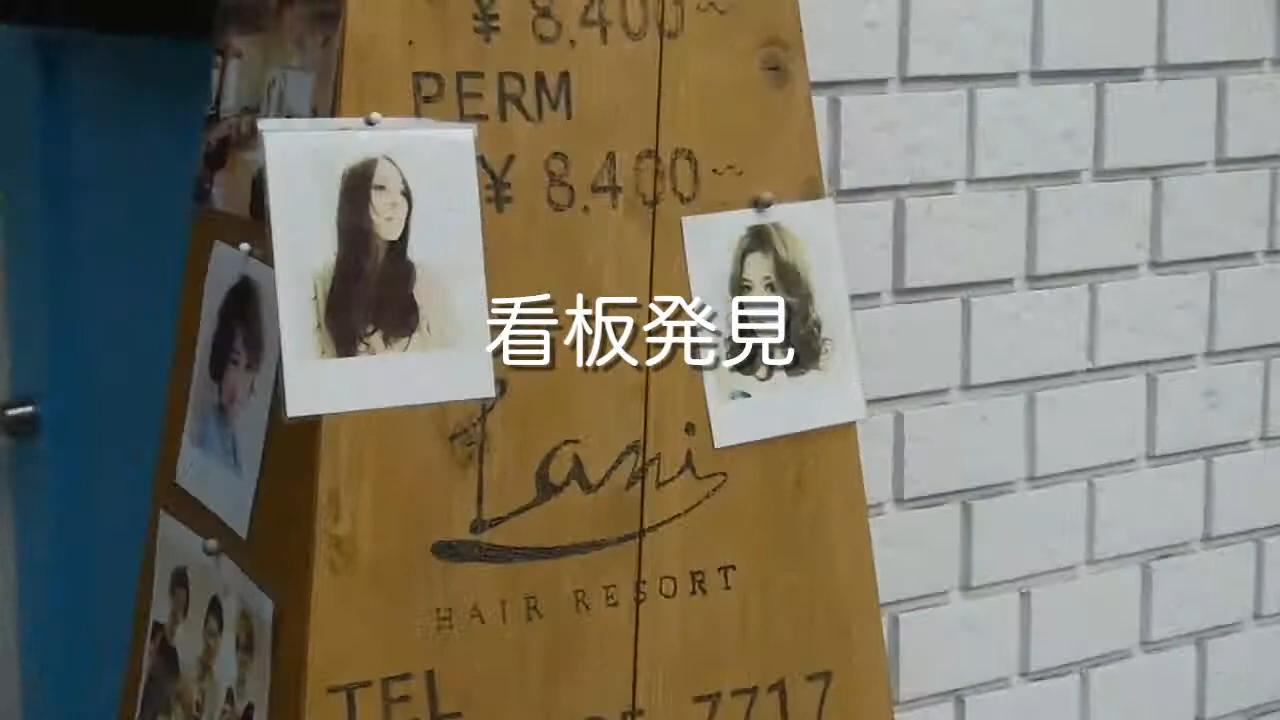 ¥ 8.400~
PERM
¥ 8.400~
看板発見
Lani
HAIR RESORT
TEL
7717